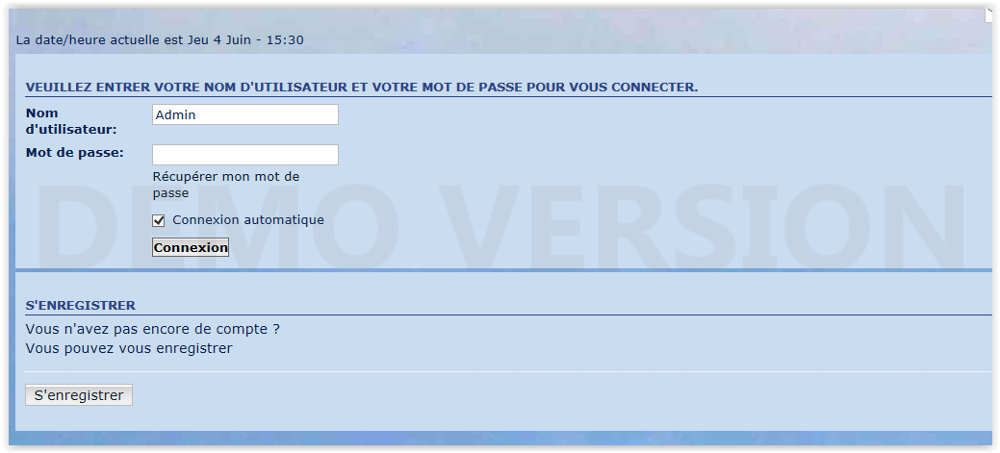 La date/heure actuelle est Jeu 4 Juin - 15:30
VEUILLEZ ENTRER VOTRE NOM D'UTILISATEUR ET VOTRE MOT DE PASSE POUR VOUS CONNECTER.
Nom
d'utilisateur:
Admin
Mot de passe:
Récupérer mon mot de
passe
Connexion automatique
Connexion
DEMO VERSION
S'ENREGISTRER
Vous n'avez pas encore de compte ?
Vous pouvez vous enregistrer
S'enregistrer